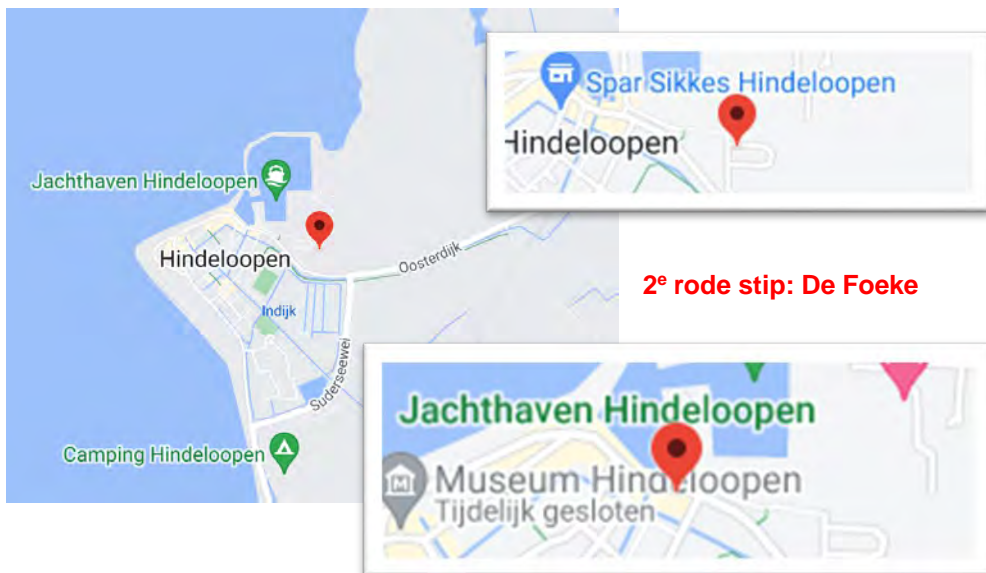 Jachthaven Hindeloopen
Hindeloopen
Oosterdijk
Indijk
Suderseewei
Camping Hindeloopen
Spar Sikkes Hindeloopen
Hindeloopen
2e rode stip: De Foeke
Jachthaven Hindeloopen
Museum Hindeloopen
Tijdelijk gesloten